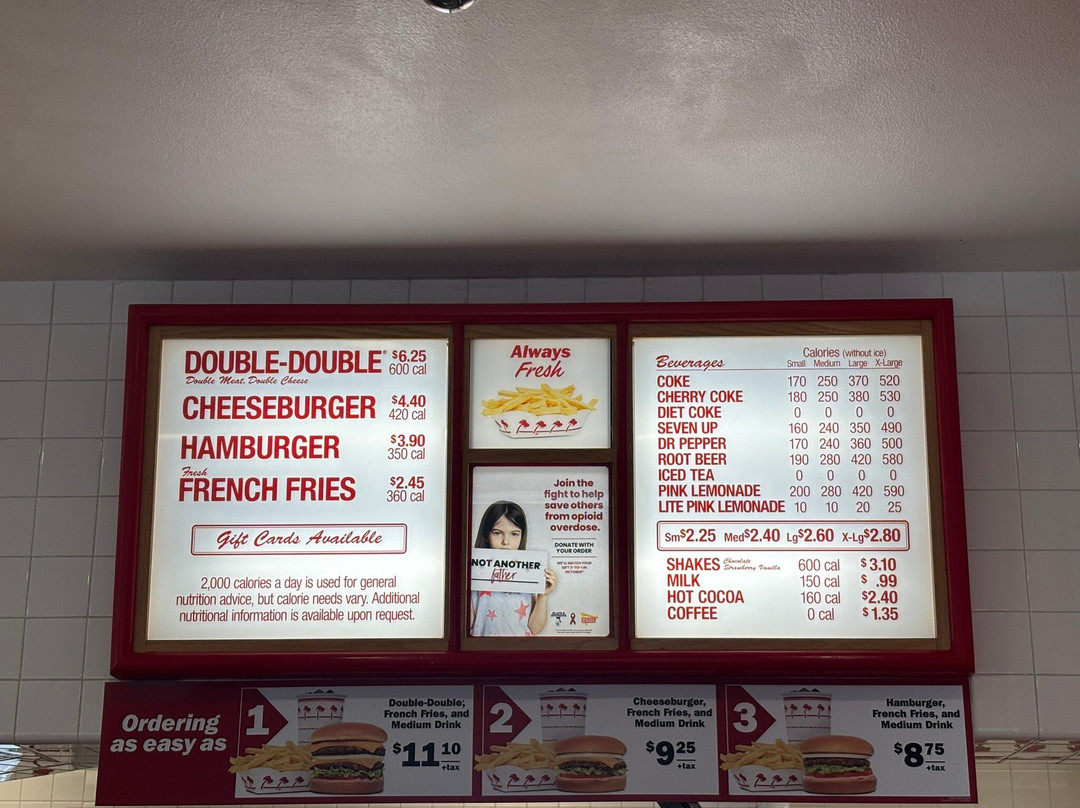 DOUBLE-DOUBLE® $6.25
Double Meat, Double Cheese 600 cal
CHEESEBURGER $4.40
420 cal
HAMBURGER $3.90
350 cal
Fresh
FRENCH FRIES $2.45
360 cal
Gift Cards Available
2,000 calories a day is used for general
nutrition advice, but calorie needs vary. Additional
nutritional information is available upon request.
Always
Fresh
Join the
fight to help
save others
from opioid
overdose.
DONATE WITH
YOUR ORDER
NOT ANOTHER
father
Beverages Calories (without ice)
Small Medium Large X-Large
COKE 170 250 370 520
CHERRY COKE 180 250 380 530
DIET COKE 0 0 0 0
SEVEN UP 160 240 350 490
DR PEPPER 170 240 360 500
ROOT BEER 190 280 420 580
ICED TEA 0 0 0 0
PINK LEMONADE 200 280 420 590
LITE PINK LEMONADE 10 10 20 25
Sm$2.25 Med$2.40 Lg$2.60 X-Lg$2.80
SHAKES Chocolate Strawberry Vanilla 600 cal $3.10
MILK 150 cal $.99
HOT COCOA 160 cal $2.40
COFFEE 0 cal $1.35
Ordering
as easy as
1
Double-Double,
French Fries, and
Medium Drink
$11.10
+tax
2
Cheeseburger,
French Fries, and
Medium Drink
$9.25
+tax
3
Hamburger,
French Fries, and
Medium Drink
$8.75
+tax